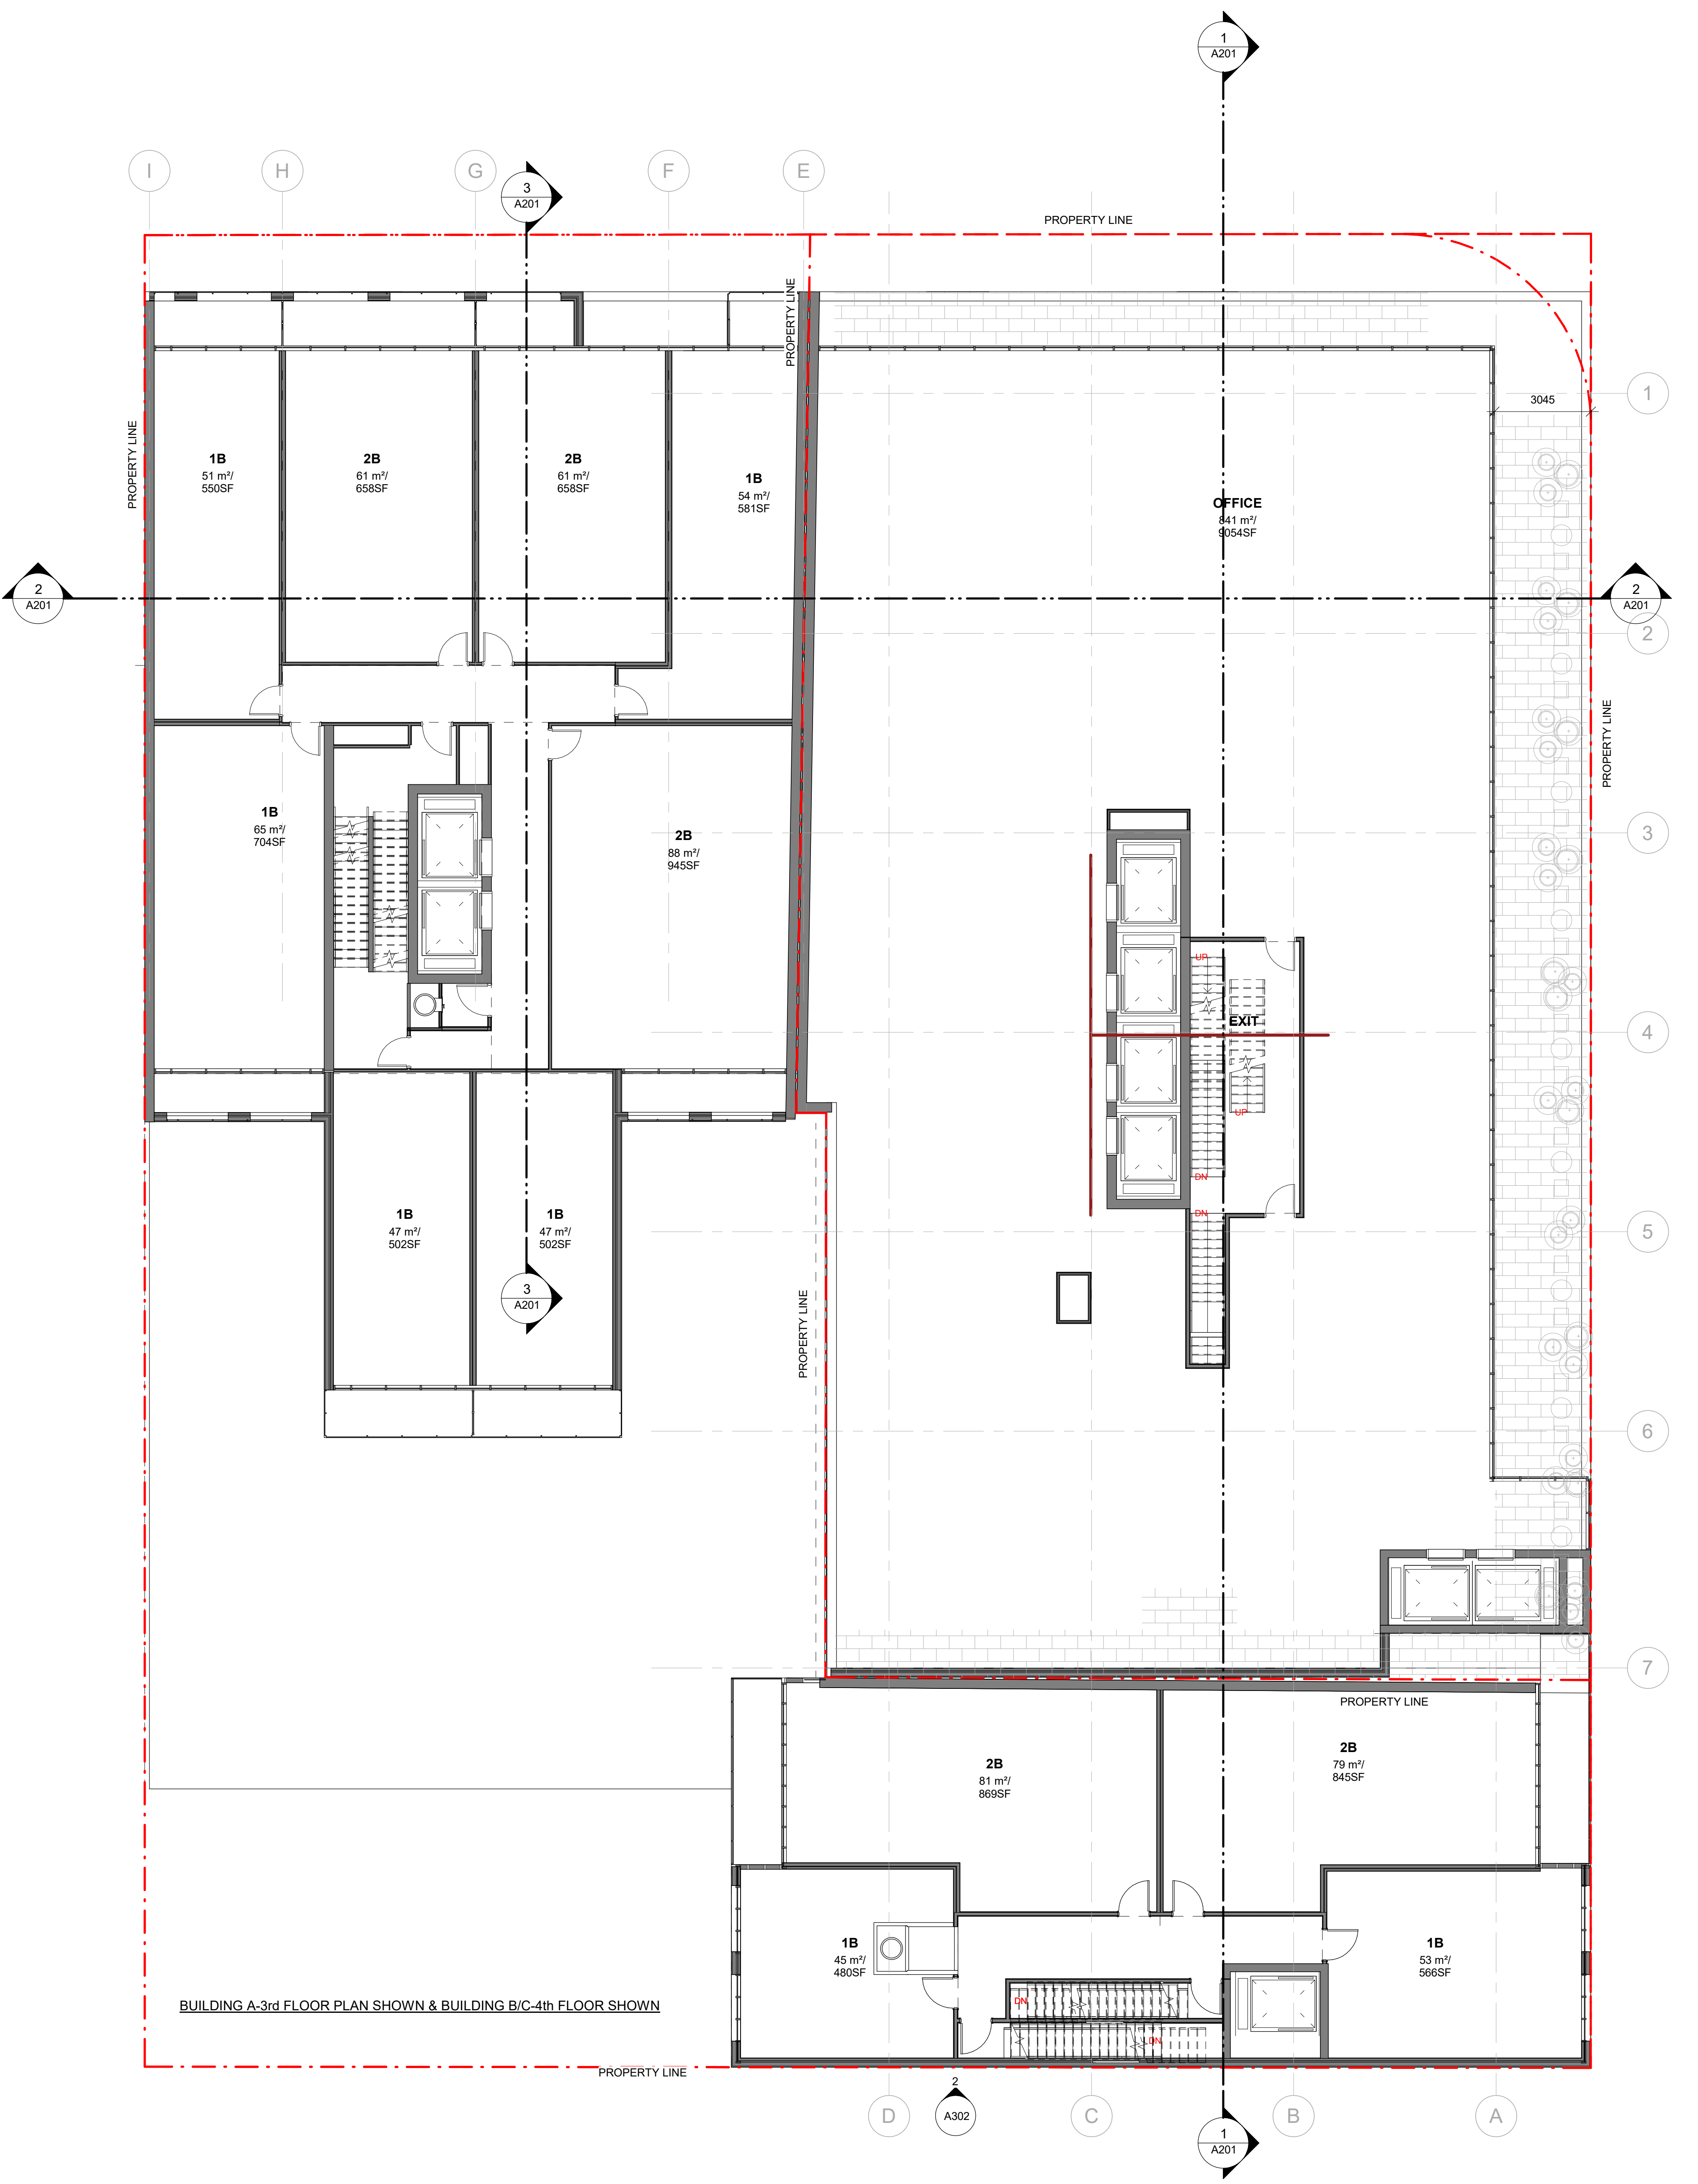 1
A201
I
H
G
F
E
3
A201
PROPERTY LINE
PROPERTY LINE
PROPERTY LINE
1
3045
1B
51 m²/
550SF
2B
61 m²/
658SF
2B
61 m²/
658SF
1B
54 m²/
581SF
OFFICE
841 m²/
9054SF
2
A201
2
A201
2
PROPERTY LINE
1B
65 m²/
704SF
2B
88 m²/
945SF
3
UP
EXIT
4
UP
DN
DN
1B
47 m²/
502SF
1B
47 m²/
502SF
5
3
A201
PROPERTY LINE
6
7
PROPERTY LINE
2B
81 m²/
869SF
2B
79 m²/
845SF
1B
45 m²/
480SF
1B
53 m²/
566SF
DN
DN
BUILDING A-3rd FLOOR PLAN SHOWN & BUILDING B/C-4th FLOOR SHOWN
PROPERTY LINE
2
A302
D
C
B
A
1
A201